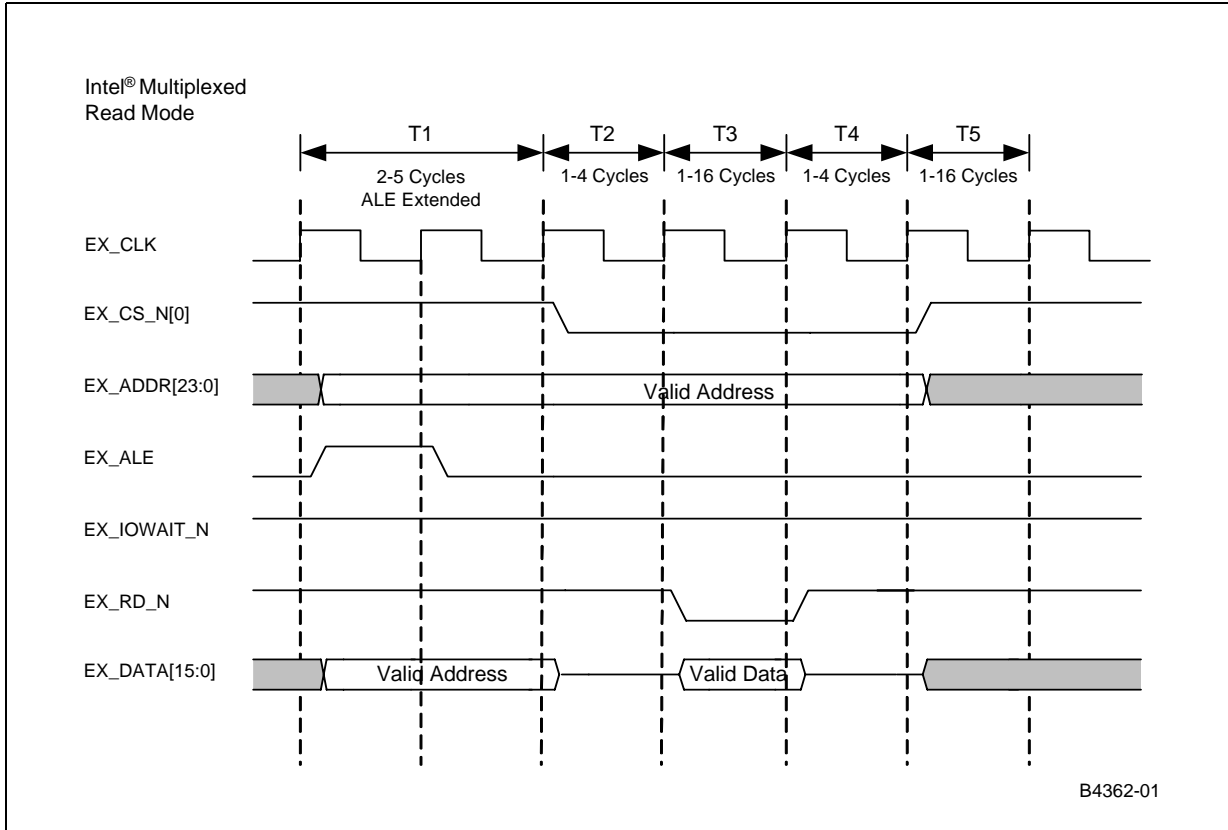 Intel® Multiplexed
Read Mode
T1
T2
T3
T4
T5
2-5 Cycles
ALE Extended
1-4 Cycles
1-16 Cycles
1-4 Cycles
1-16 Cycles
EX_CLK
EX_CS_N[0]
EX_ADDR[23:0]
Valid Address
EX_ALE
EX_IOWAIT_N
EX_RD_N
EX_DATA[15:0]
Valid Address
Valid Data
B4362-01